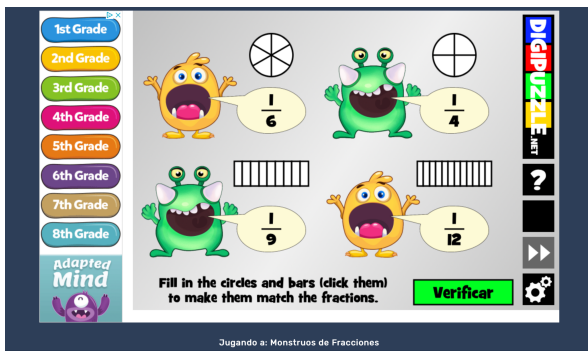 1st Grade
2nd Grade
3rd Grade
4th Grade
5th Grade
6th Grade
7th Grade
8th Grade
Adapted
Mind
1
6
1
4
1
9
1
12
Fill in the circles and bars (click them)
to make them match the fractions.
Verificar
DIGIPUZZLE.NET
?
Jugando a: Monstruos de Fracciones